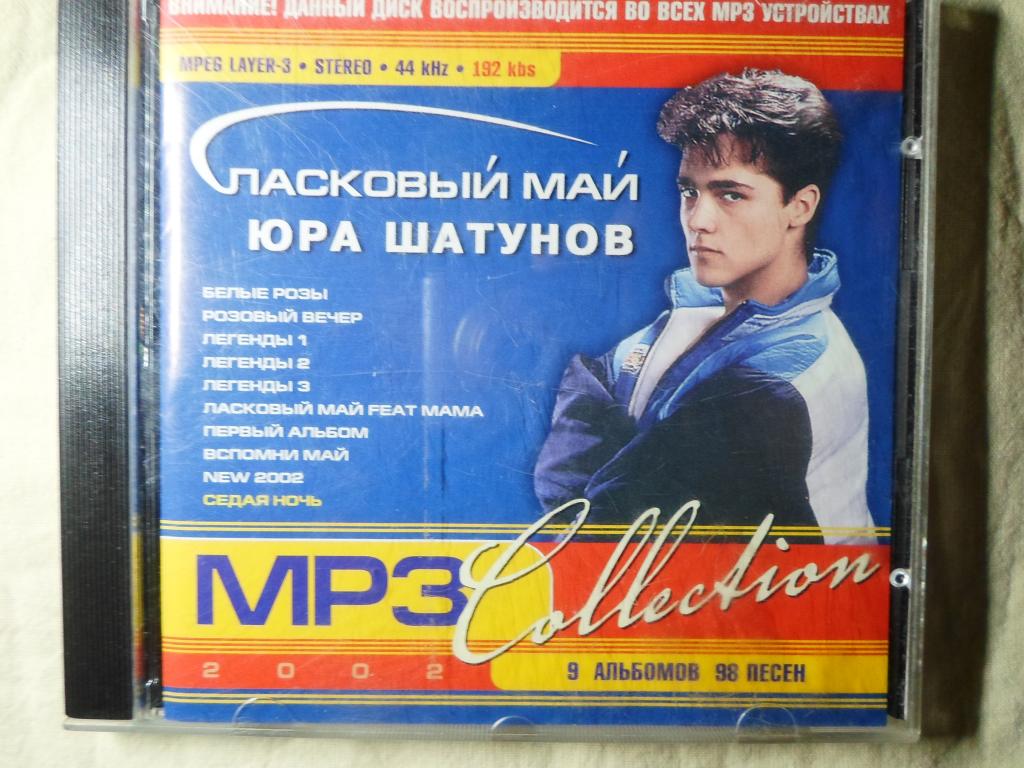 ВНИМАНИЕ! ДАННЫЙ ДИСК ВОСПРОИЗВОДИТСЯ ВО ВСЕХ MP3 УСТРОЙСТВАХ
MPEG LAYER-3 • STEREO • 44 kHz • 192 kbs
ЛАСКОВЫЙ МАЙ
ЮРА ШАТУНОВ
БЕЛЫЕ РОЗЫ
РОЗОВЫЙ ВЕЧЕР
ЛЕГЕНДЫ 1
ЛЕГЕНДЫ 2
ЛЕГЕНДЫ 3
ЛАСКОВЫЙ МАЙ FEAT МАМА
ПЕРВЫЙ АЛЬБОМ
ВСПОМНИ МАЙ
NEW 2002
СЕДАЯ НОЧЬ
MP3 Collection
2002
9 АЛЬБОМОВ 98 ПЕСЕН